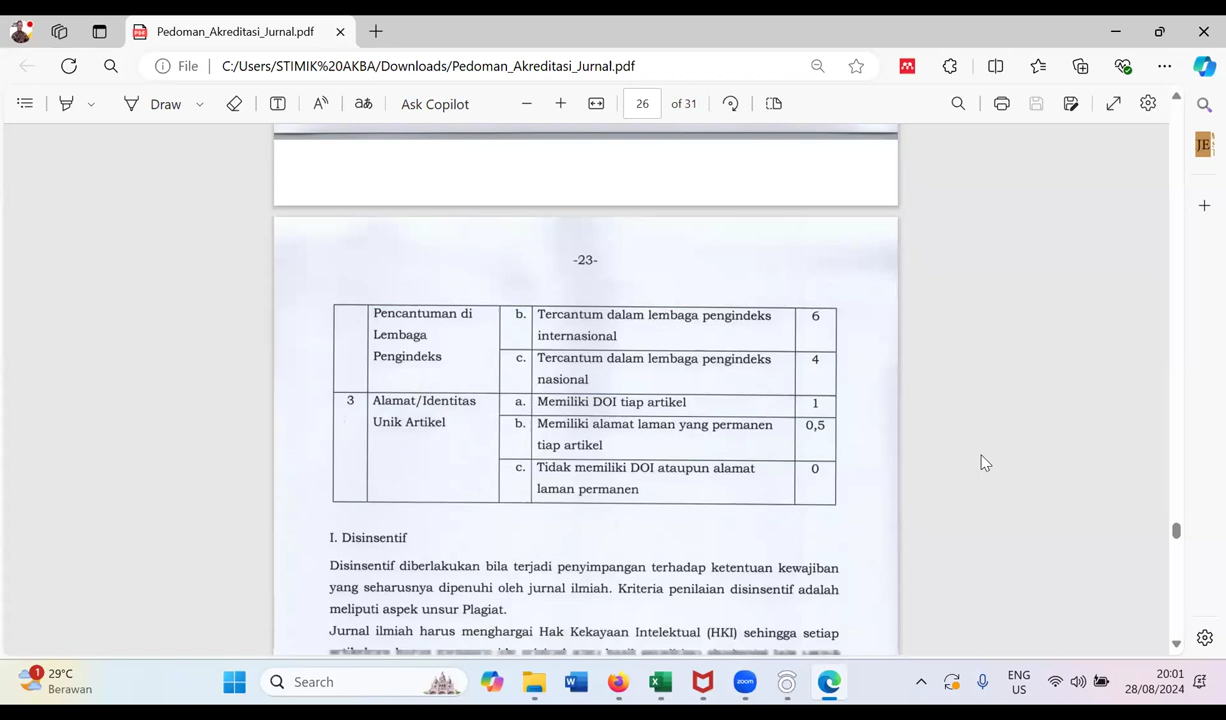 Pedoman_Akreditasi_Jurnal.pdf
File C:/Users/STIMIK%20AKBA/Downloads/Pedoman_Akreditasi_Jurnal.pdf
Draw aあ Ask Copilot 26 of 31
JE
-23-
Pencantuman di Lembaga Pengindeks
b. Tercantum dalam lembaga pengindeks internasional 6
c. Tercantum dalam lembaga pengindeks nasional 4
3 Alamat/Identitas Unik Artikel
a. Memiliki DOI tiap artikel 1
b. Memiliki alamat laman yang permanen tiap artikel 0,5
c. Tidak memiliki DOI ataupun alamat laman permanen 0
I. Disinsentif
Disinsentif diberlakukan bila terjadi penyimpangan terhadap ketentuan kewajiban
yang seharusnya dipenuhi oleh jurnal ilmiah. Kriteria penilaian disinsentif adalah
meliputi aspek unsur Plagiat.
Jurnal ilmiah harus menghargai Hak Kekayaan Intelektual (HKI) sehingga setiap
1 29°C
Berawan
Search
zoom
ENG
US
20:01
28/08/2024